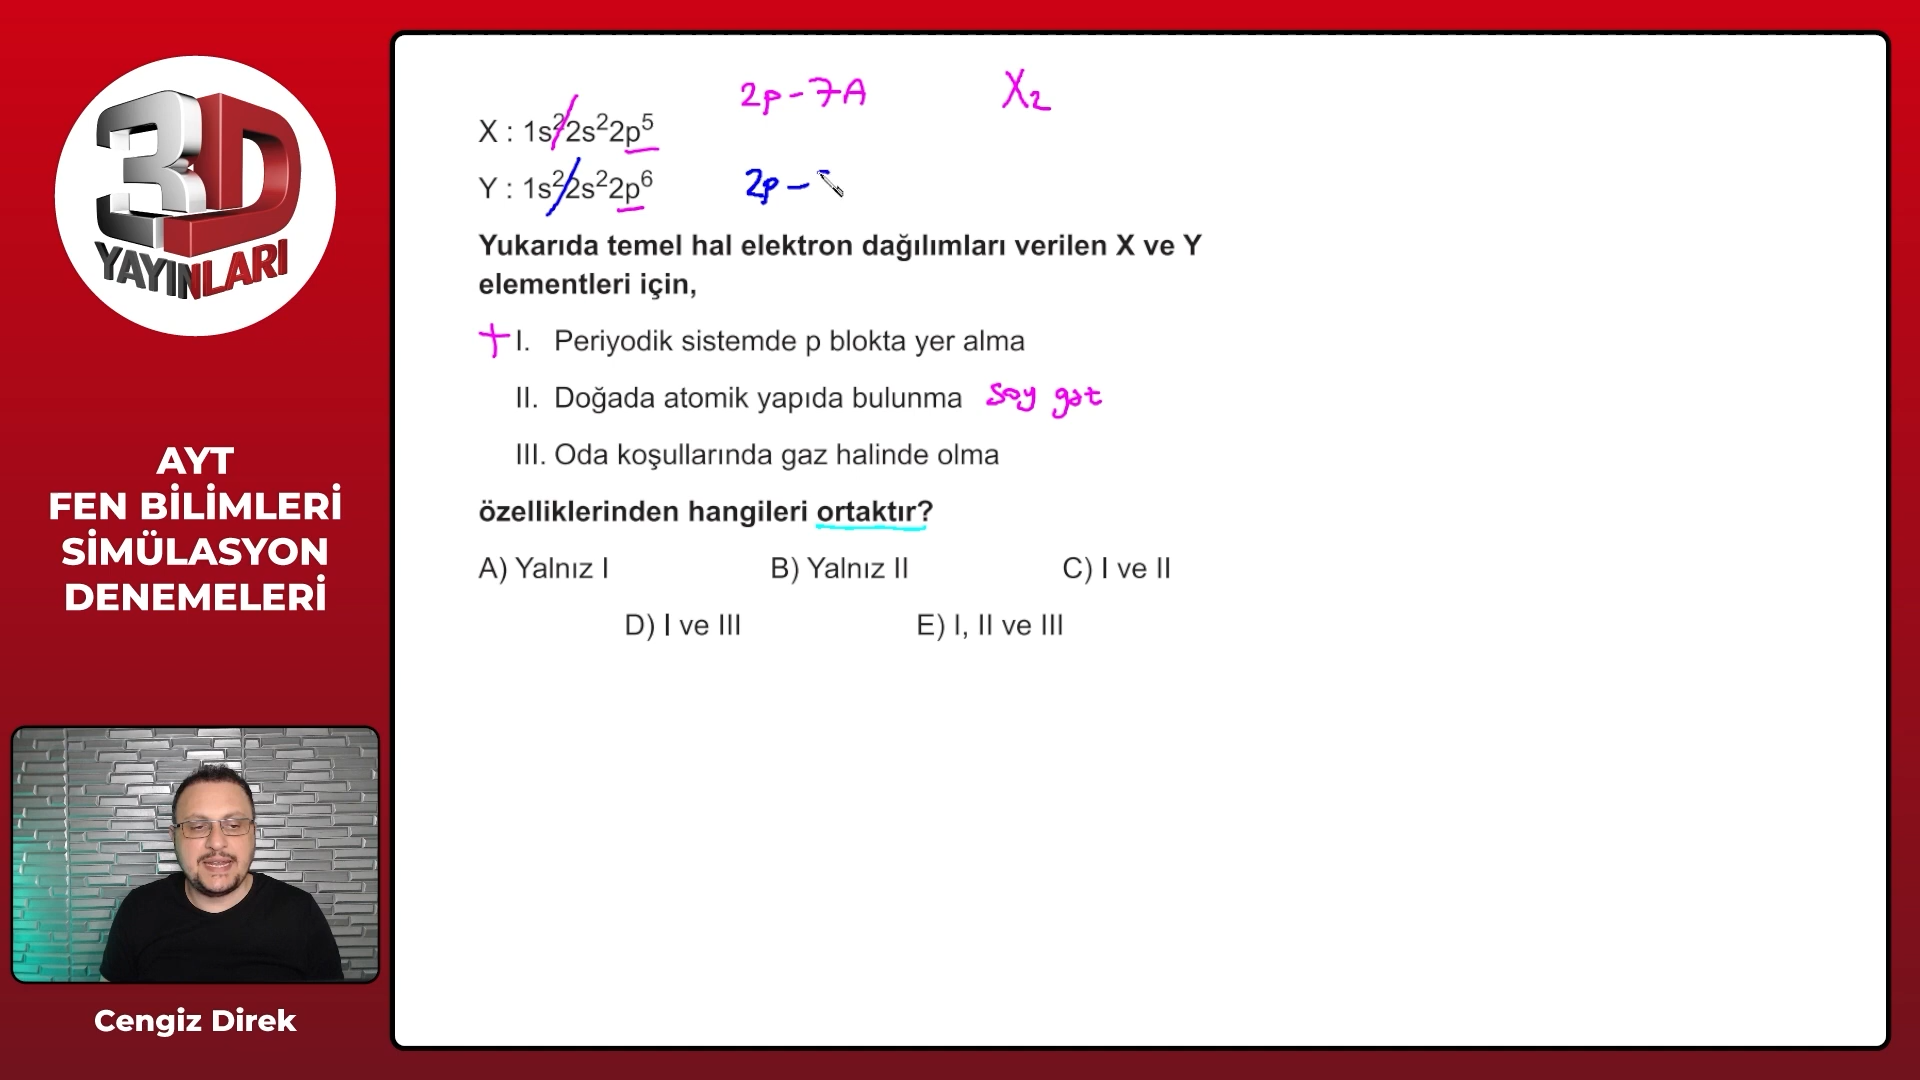 3D
YAYINLARI
AYT
FEN BİLİMLERİ
SİMÜLASYON
DENEMELERİ
Cengiz Direk
X : 1s²2s²2p⁵ 2p - 7A X₂
Y : 1s²2s²2p⁶ 2p -
Yukarıda temel hal elektron dağılımları verilen X ve Y
elementleri için,
+ I. Periyodik sistemde p blokta yer alma
II. Doğada atomik yapıda bulunma soy gaz
III. Oda koşullarında gaz halinde olma
özelliklerinden hangileri ortaktır?
A) Yalnız I B) Yalnız II C) I ve II
D) I ve III E) I, II ve III